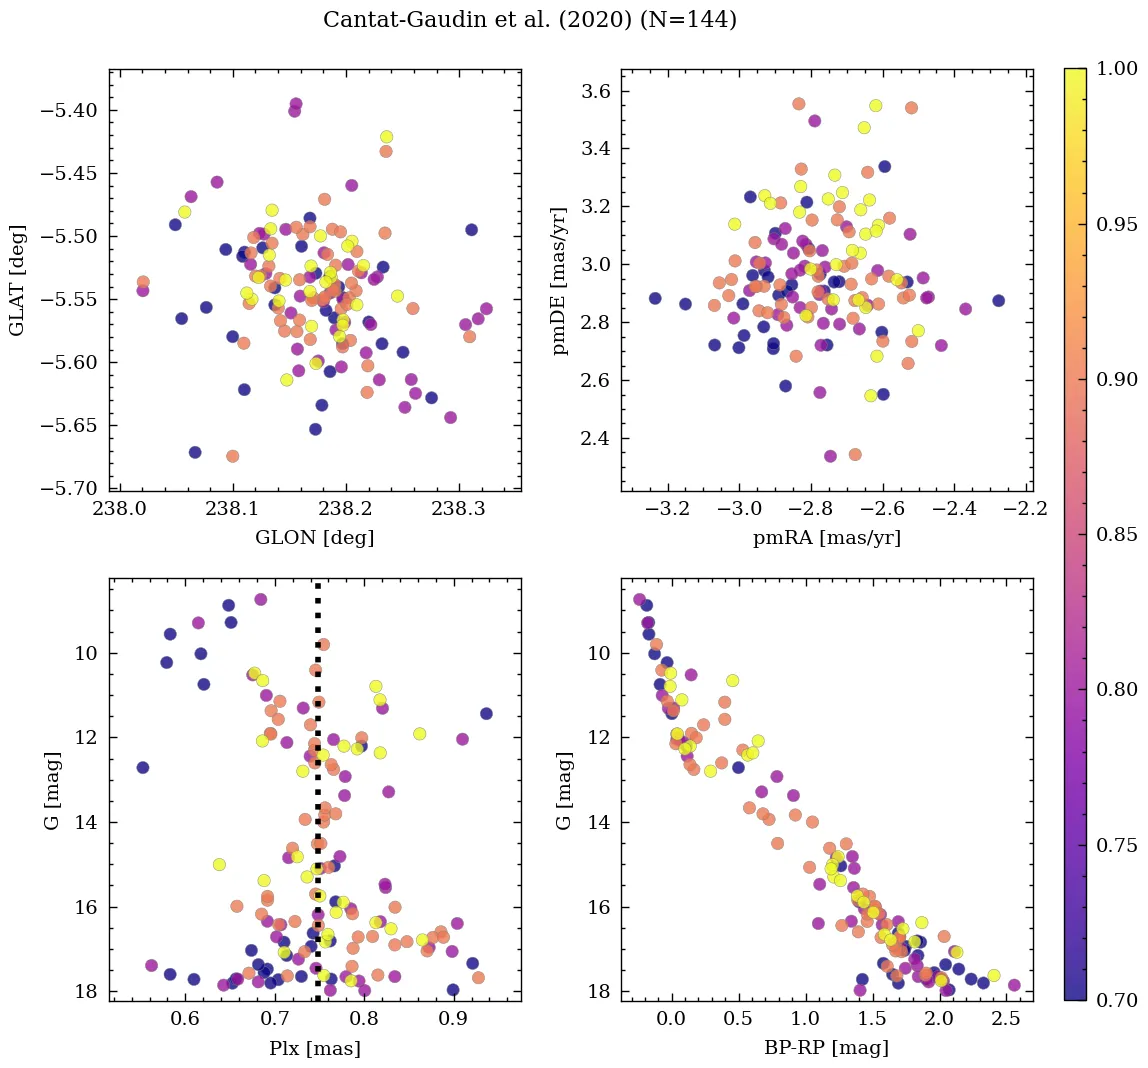 Cantat-Gaudin et al. (2020) (N=144)
−5.40
−5.45
−5.50
−5.55
−5.60
−5.65
−5.70
GLAT [deg]
238.0 238.1 238.2 238.3
GLON [deg]
3.6
3.4
3.2
3.0
2.8
2.6
2.4
pmDE [mas/yr]
−3.2 −3.0 −2.8 −2.6 −2.4 −2.2
pmRA [mas/yr]
10
12
14
16
18
G [mag]
0.6 0.7 0.8 0.9
Plx [mas]
10
12
14
16
18
G [mag]
0.0 0.5 1.0 1.5 2.0 2.5
BP-RP [mag]
1.00
0.95
0.90
0.85
0.80
0.75
0.70